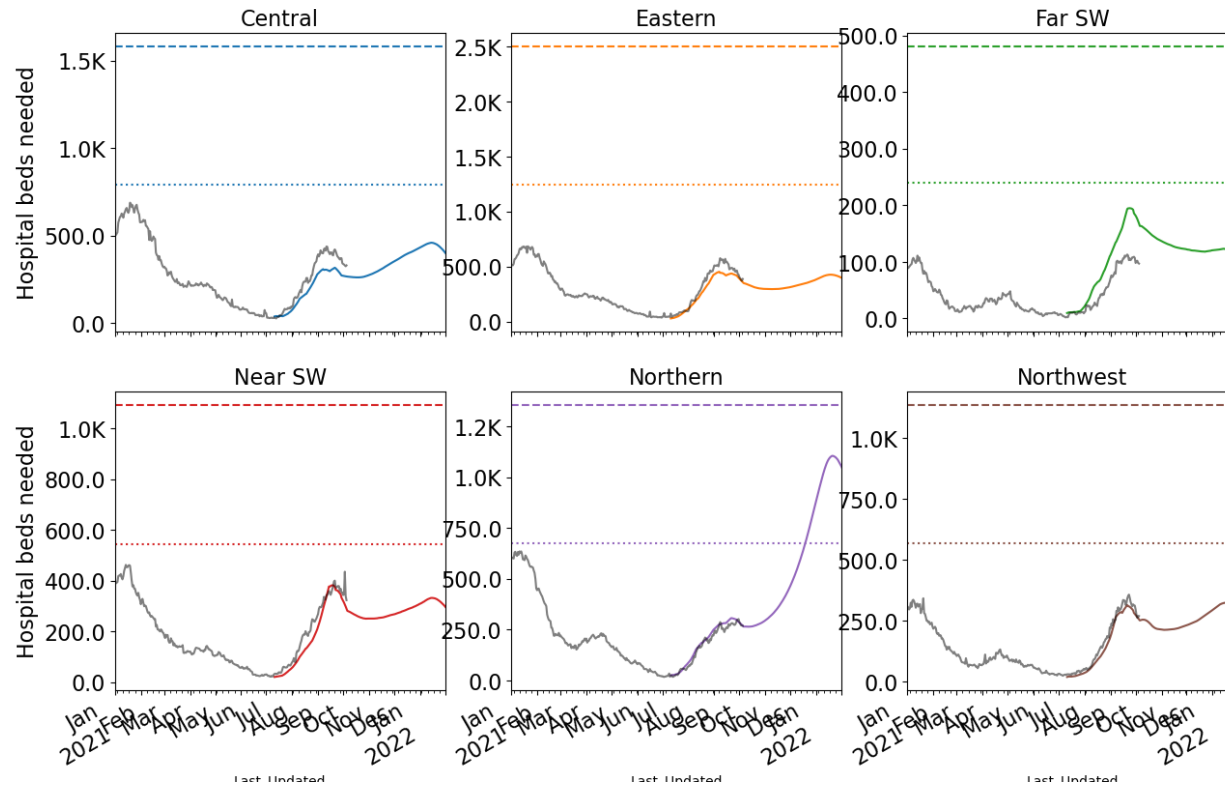 Central
Eastern
Far SW
Hospital beds needed
1.5K
1.0K
500.0
0.0
2.5K
2.0K
1.5K
1.0K
500.0
0.0
500.0
400.0
300.0
200.0
100.0
0.0
Near SW
Northern
Northwest
Hospital beds needed
1.0K
800.0
600.0
400.0
200.0
0.0
1.2K
1.0K
750.0
500.0
250.0
0.0
1.0K
750.0
500.0
250.0
0.0
Jan 2021 Feb Mar Apr May Jun Jul Aug Sep Oct Nov Dec Jan 2022
Jan 2021 Feb Mar Apr May Jun Jul Aug Sep Oct Nov Dec Jan 2022
Jan 2021 Feb Mar Apr May Jun Jul Aug Sep Oct Nov Dec Jan 2022
Last Updated
Last Updated